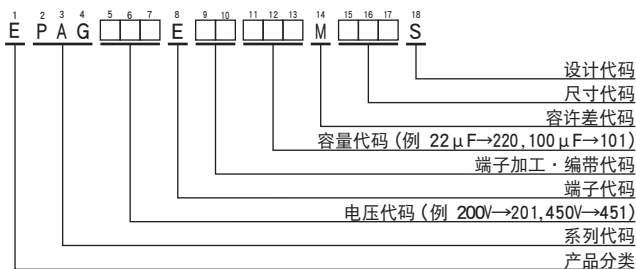 1 2 3 4 5 6 7 8 9 10 11 12 13 14 15 16 17 18
E P A G □□□ E □□ □□□ M □□□ S
设计代码
尺寸代码
容许差代码
容量代码(例 22μF→220,100μF→101)
端子加工·编带代码
端子代码
电压代码(例 200V→201,450V→451)
系列代码
产品分类